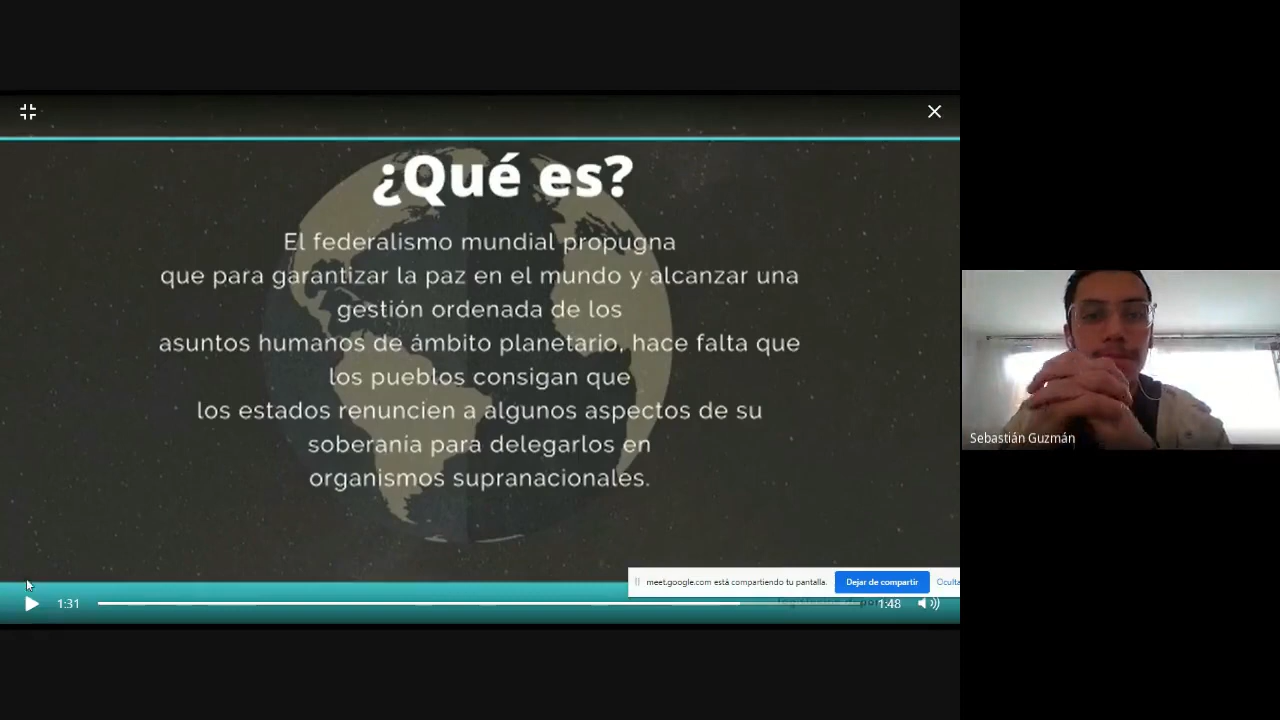 ¿Qué es?
El federalismo mundial propugna
que para garantizar la paz en el mundo y alcanzar una
gestión ordenada de los
asuntos humanos de ámbito planetario, hace falta que
los pueblos consigan que
los estados renuncien a algunos aspectos de su
soberanía para delegarlos en
organismos supranacionales.
Sebastián Guzmán
meet.google.com está compartiendo tu pantalla.
Dejar de compartir
1:31
1:48